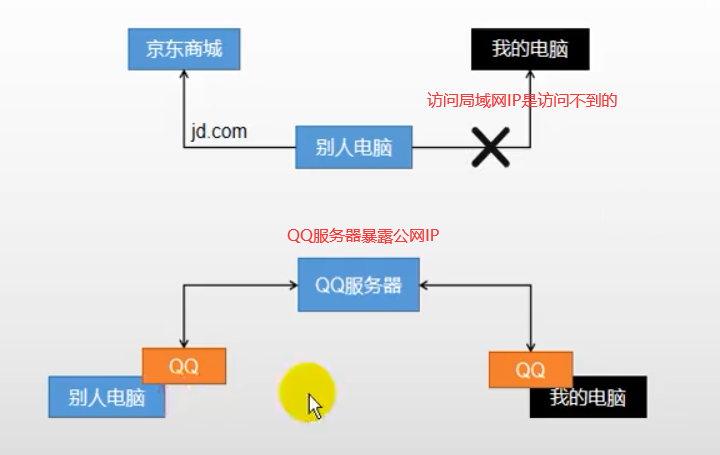 京东商城
我的电脑
访问局域网IP是访问不到的
jd.com
别人电脑
QQ服务器暴露公网IP
QQ服务器
QQ
QQ
别人电脑
我的电脑